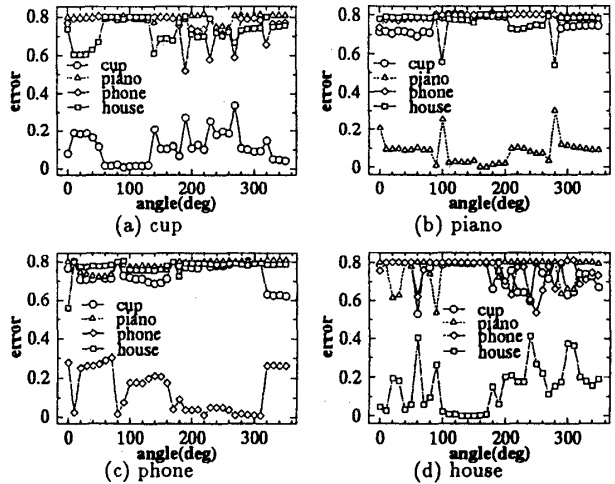 0.8
0.6
0.4
0.2
0
error
cup
piano
phone
house
0 100 200 300
angle(deg)
(a) cup
0.8
0.6
0.4
0.2
0
error
cup
piano
phone
house
0 100 200 300
angle(deg)
(b) piano
0.8
0.6
0.4
0.2
0
error
cup
piano
phone
house
0 100 200 300
angle(deg)
(c) phone
0.8
0.6
0.4
0.2
0
error
cup
piano
phone
house
0 100 200 300
angle(deg)
(d) house